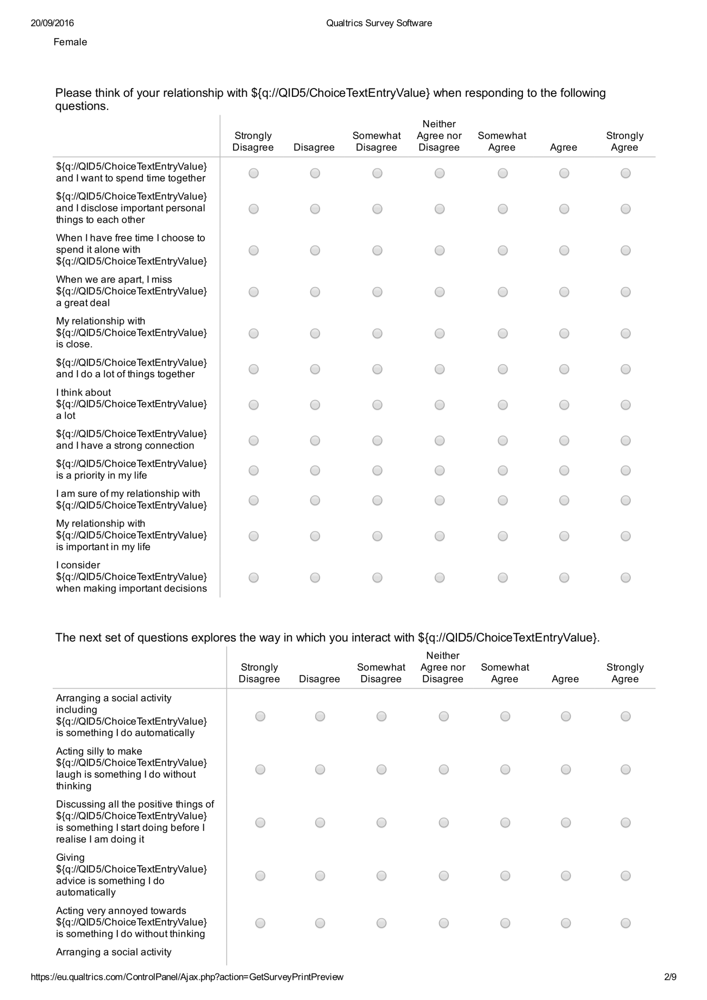 20/09/2016 Qualtrics Survey Software
Female
Please think of your relationship with ${q://QID5/ChoiceTextEntryValue} when responding to the following
questions.
Strongly Disagree Disagree Somewhat Disagree Neither Agree nor Disagree Somewhat Agree Agree Strongly Agree
${q://QID5/ChoiceTextEntryValue}
and I want to spend time together
${q://QID5/ChoiceTextEntryValue}
and I disclose important personal
things to each other
When I have free time I choose to
spend it alone with
${q://QID5/ChoiceTextEntryValue}
When we are apart, I miss
${q://QID5/ChoiceTextEntryValue}
a great deal
My relationship with
${q://QID5/ChoiceTextEntryValue}
is close.
${q://QID5/ChoiceTextEntryValue}
and I do a lot of things together
I think about
${q://QID5/ChoiceTextEntryValue}
a lot
${q://QID5/ChoiceTextEntryValue}
and I have a strong connection
${q://QID5/ChoiceTextEntryValue}
is a priority in my life
I am sure of my relationship with
${q://QID5/ChoiceTextEntryValue}
My relationship with
${q://QID5/ChoiceTextEntryValue}
is important in my life
I consider
${q://QID5/ChoiceTextEntryValue}
when making important decisions
The next set of questions explores the way in which you interact with ${q://QID5/ChoiceTextEntryValue}.
Strongly Disagree Disagree Somewhat Disagree Neither Agree nor Disagree Somewhat Agree Agree Strongly Agree
Arranging a social activity
including
${q://QID5/ChoiceTextEntryValue}
is something I do automatically
Acting silly to make
${q://QID5/ChoiceTextEntryValue}
laugh is something I do without
thinking
Discussing all the positive things of
${q://QID5/ChoiceTextEntryValue}
is something I start doing before I
realise I am doing it
Giving
${q://QID5/ChoiceTextEntryValue}
advice is something I do
automatically
Acting very annoyed towards
${q://QID5/ChoiceTextEntryValue}
is something I do without thinking
Arranging a social activity
https://eu.qualtrics.com/ControlPanel/Ajax.php?action=GetSurveyPrintPreview 2/9